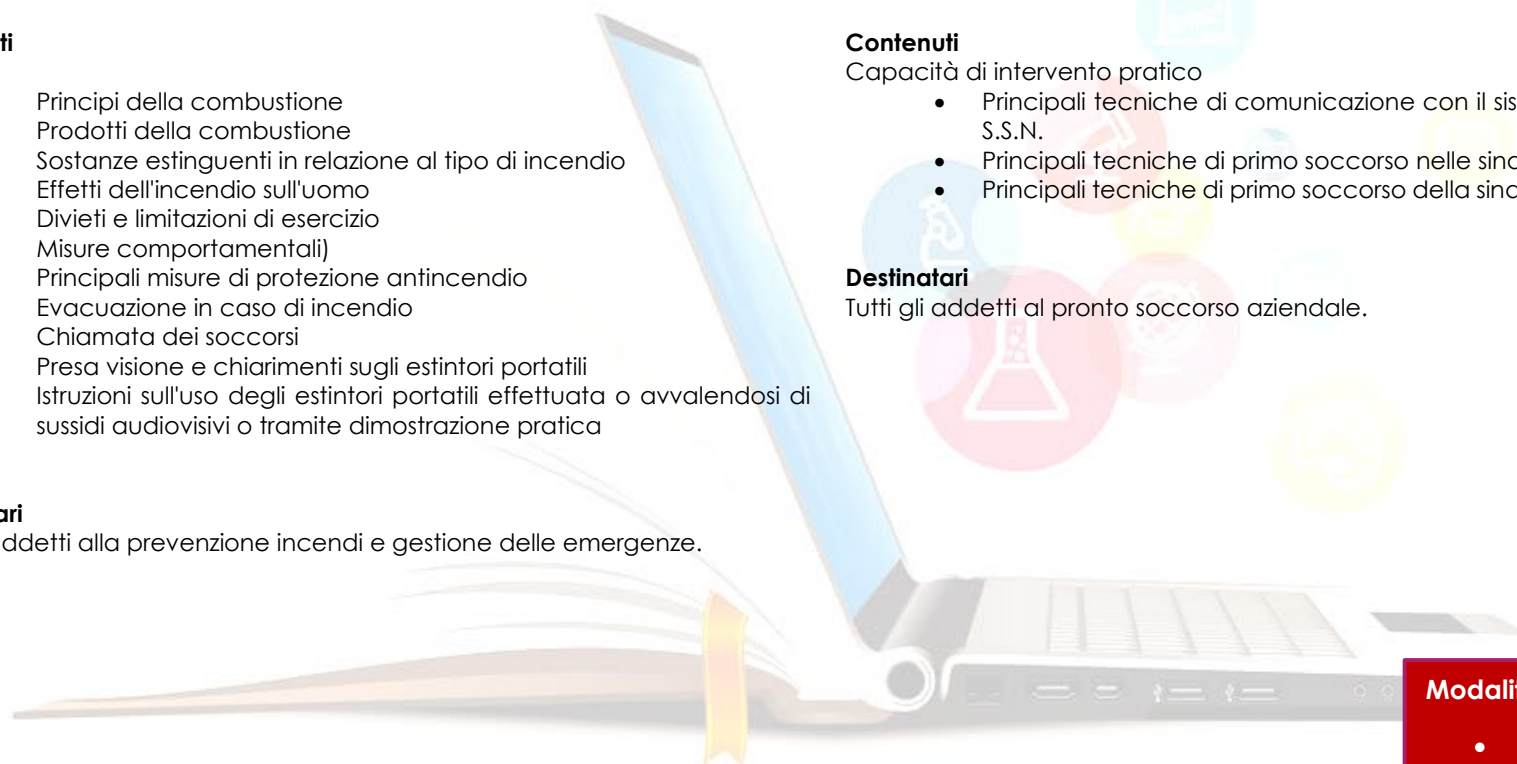 ti
Principi della combustione
Prodotti della combustione
Sostanze estinguenti in relazione al tipo di incendio
Effetti dell'incendio sull'uomo
Divieti e limitazioni di esercizio
Misure comportamentali)
Principali misure di protezione antincendio
Evacuazione in caso di incendio
Chiamata dei soccorsi
Presa visione e chiarimenti sugli estintori portatili
Istruzioni sull'uso degli estintori portatili effettuata o avvalendosi di
sussidi audiovisivi o tramite dimostrazione pratica
ari
ddetti alla prevenzione incendi e gestione delle emergenze.
Contenuti
Capacità di intervento pratico
• Principali tecniche di comunicazione con il sis
S.S.N.
• Principali tecniche di primo soccorso nelle sind
• Principali tecniche di primo soccorso della sind
Destinatari
Tutti gli addetti al pronto soccorso aziendale.
Modalit
•